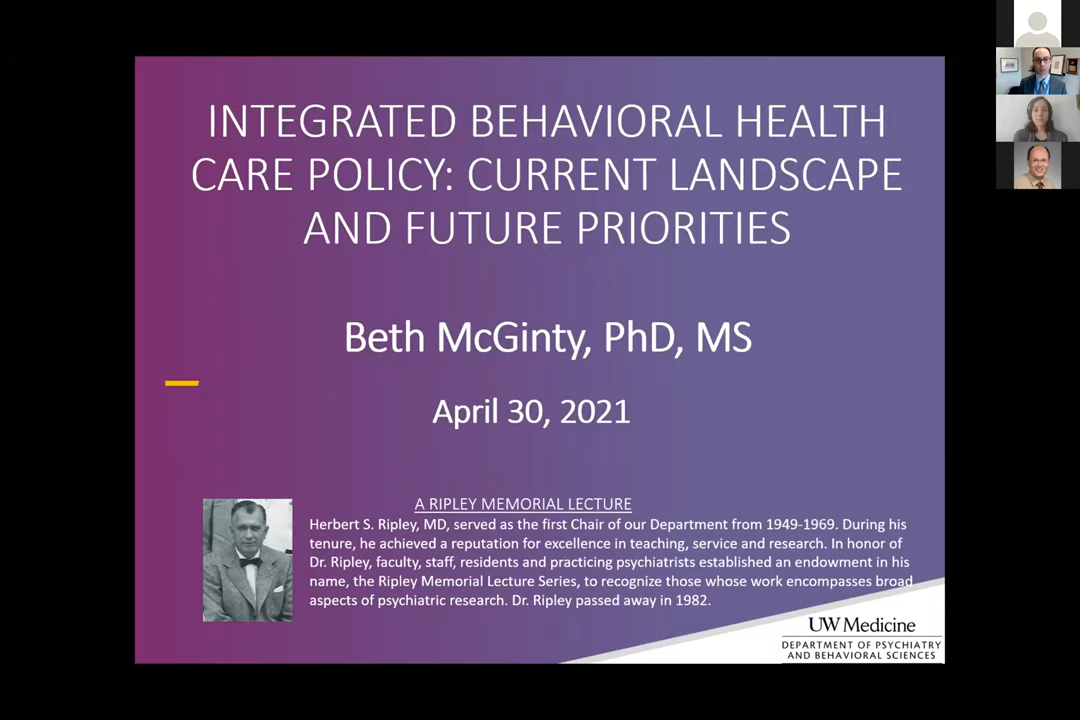 INTEGRATED BEHAVIORAL HEALTH
CARE POLICY: CURRENT LANDSCAPE
AND FUTURE PRIORITIES
Beth McGinty, PhD, MS
April 30, 2021
A RIPLEY MEMORIAL LECTURE
Herbert S. Ripley, MD, served as the first Chair of our Department from 1949-1969. During his
tenure, he achieved a reputation for excellence in teaching, service and research. In honor of
Dr. Ripley, faculty, staff, residents and practicing psychiatrists established an endowment in his
name, the Ripley Memorial Lecture Series, to recognize those whose work encompasses broad
aspects of psychiatric research. Dr. Ripley passed away in 1982.
UW Medicine
DEPARTMENT OF PSYCHIATRY
AND BEHAVIORAL SCIENCES